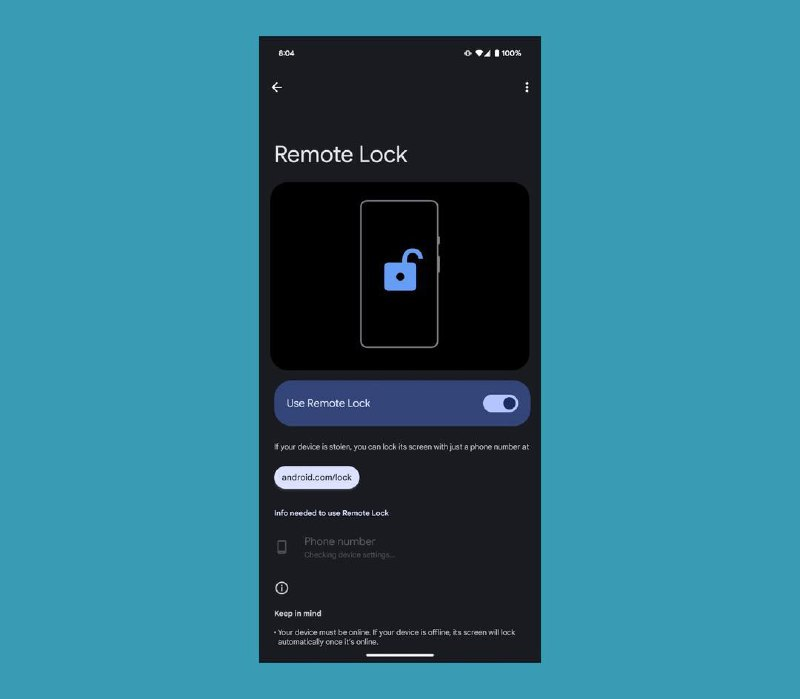 8:04
100%
Remote Lock
Use Remote Lock
If your device is stolen, you can lock its screen with just a phone number at
android.com/lock
Info needed to use Remote Lock
Phone number
Checking device settings...
Keep in mind
• Your device must be online. If your device is offline, its screen will lock
automatically once it's online.